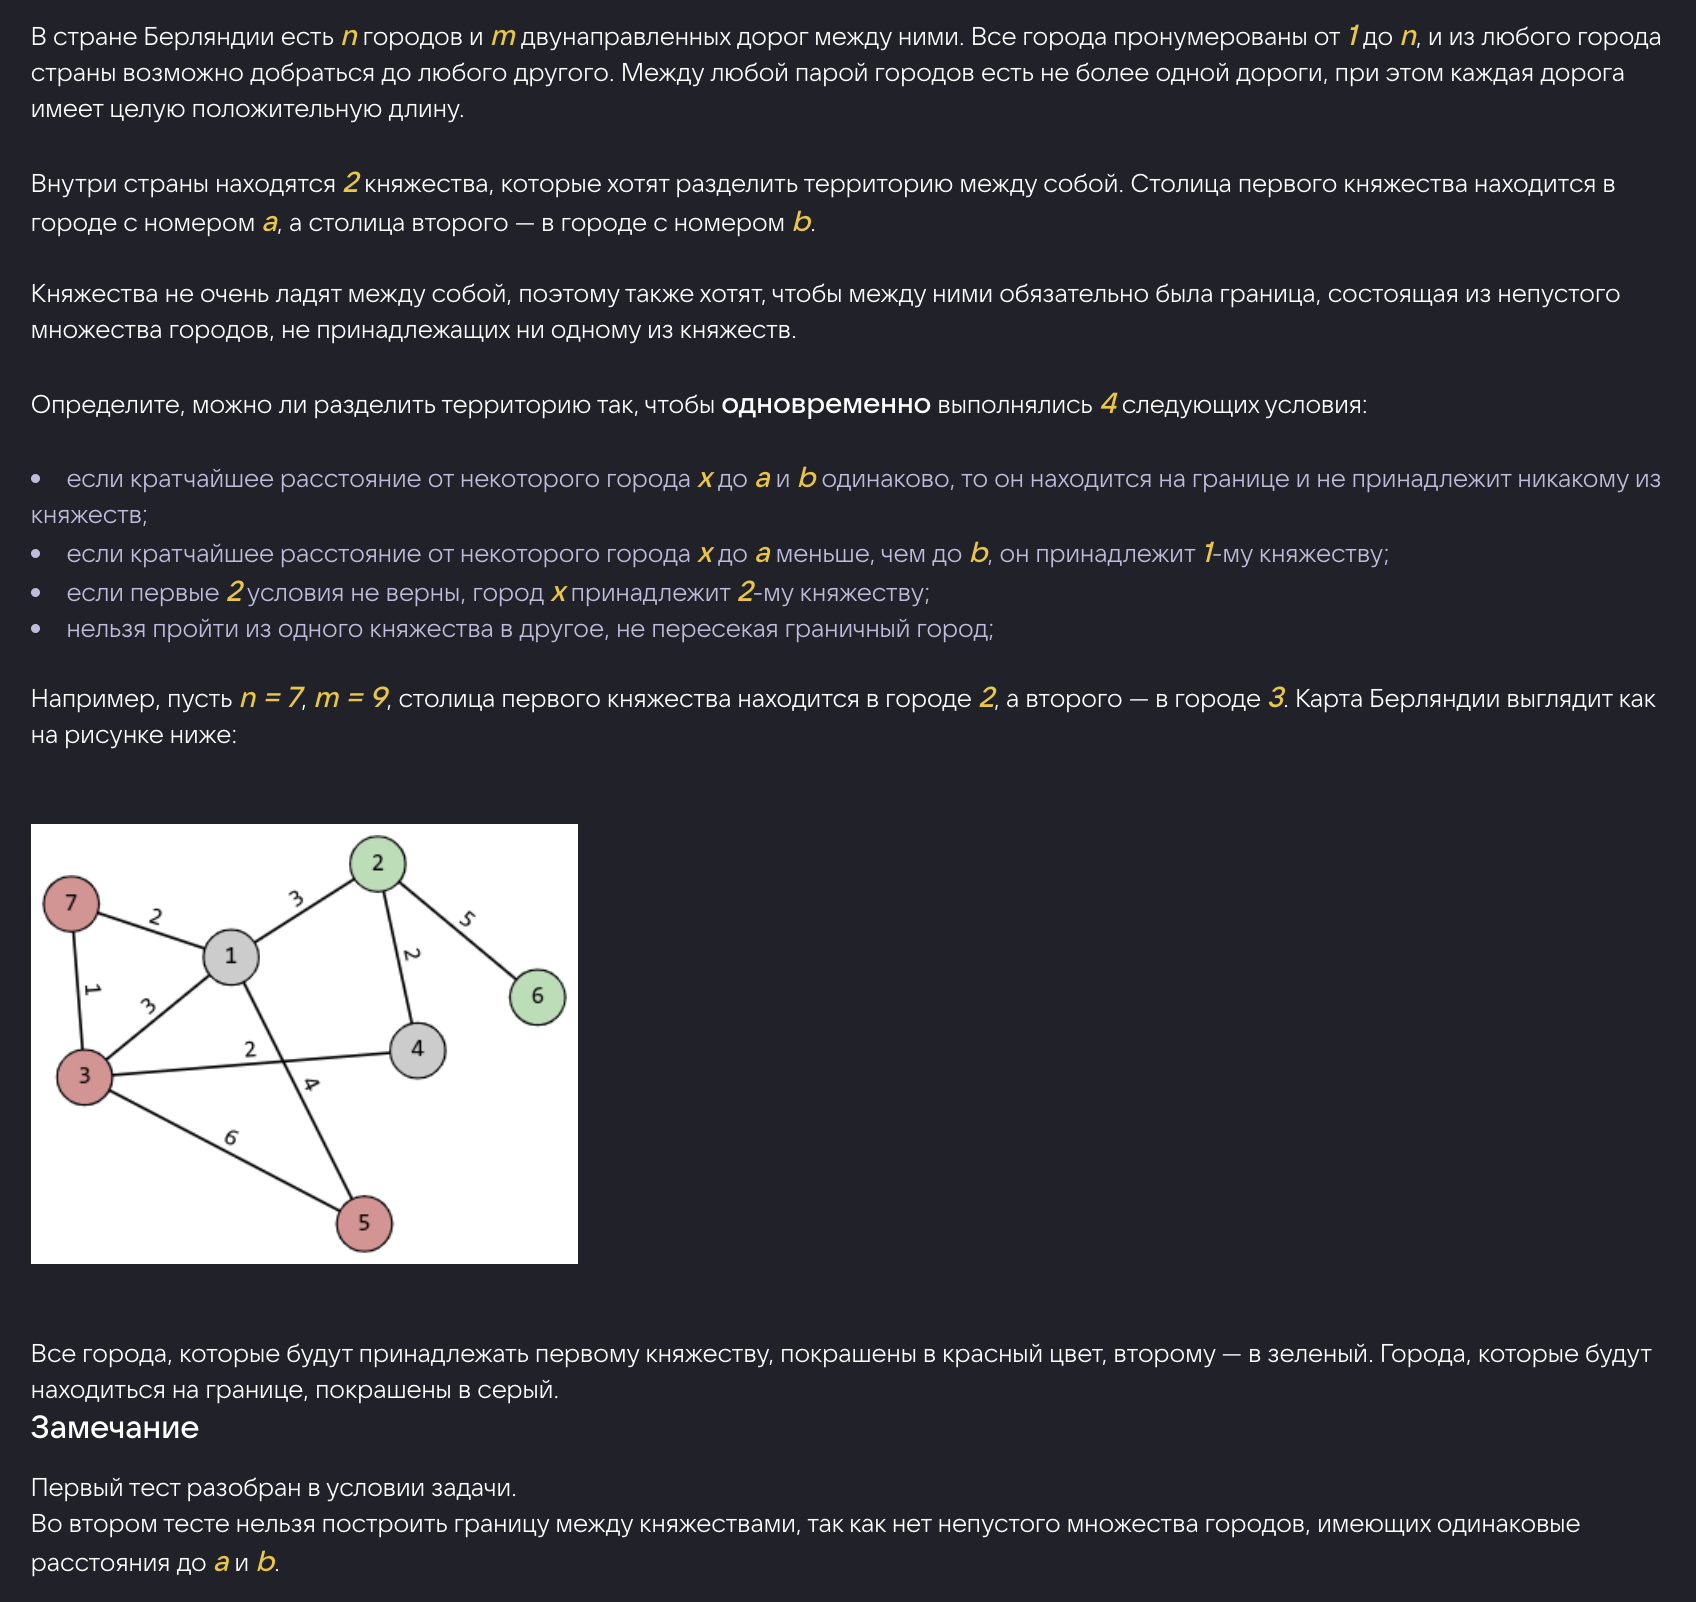 В стране Берляндии есть n городов и m двунаправленных дорог между ними. Все города пронумерованы от 1 до n, и из любого города
страны возможно добраться до любого другого. Между любой парой городов есть не более одной дороги, при этом каждая дорога
имеет целую положительную длину.
Внутри страны находятся 2 княжества, которые хотят разделить территорию между собой. Столица первого княжества находится в
городе с номером a, а столица второго — в городе с номером b.
Княжества не очень ладят между собой, поэтому также хотят, чтобы между ними обязательно была граница, состоящая из непустого
множества городов, не принадлежащих ни одному из княжеств.
Определите, можно ли разделить территорию так, чтобы одновременно выполнялись 4 следующих условия:
• если кратчайшее расстояние от некоторого города x до a и b одинаково, то он находится на границе и не принадлежит никакому из
княжеств;
• если кратчайшее расстояние от некоторого города x до a меньше, чем до b, он принадлежит 1-му княжеству;
• если первые 2 условия не верны, город x принадлежит 2-му княжеству;
• нельзя пройти из одного княжества в другое, не пересекая граничный город;
Например, пусть n = 7, m = 9, столица первого княжества находится в городе 2, а второго — в городе 3. Карта Берляндии выглядит как
на рисунке ниже:
2
3
5
7
2
1
2
6
1
3
2
4
3
4
6
5
Все города, которые будут принадлежать первому княжеству, покрашены в красный цвет, второму — в зеленый. Города, которые будут
находиться на границе, покрашены в серый.
Замечание
Первый тест разобран в условии задачи.
Во втором тесте нельзя построить границу между княжествами, так как нет непустого множества городов, имеющих одинаковые
расстояния до a и b.